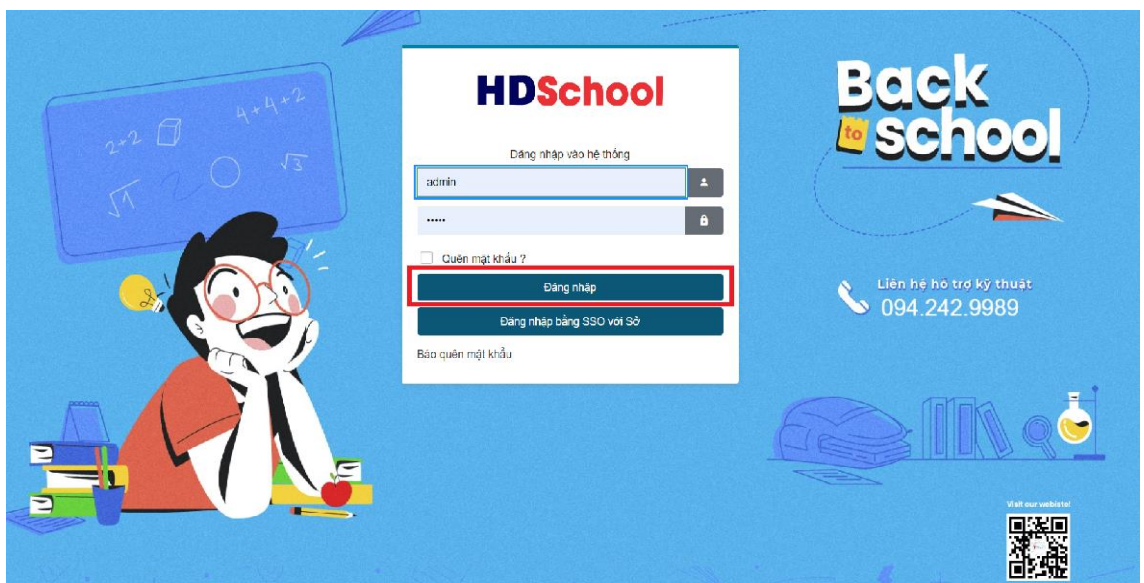 2+2
4+4+2
√1
√3
HDSchool
Đăng nhập vào hệ thống
admin
Quên mật khẩu ?
Đăng nhập
Đăng nhập bằng SSO với Sở
Báo quên mật khẩu
Back
to
school
Liên hệ hỗ trợ kỹ thuật
094.242.9989
Visit our website!